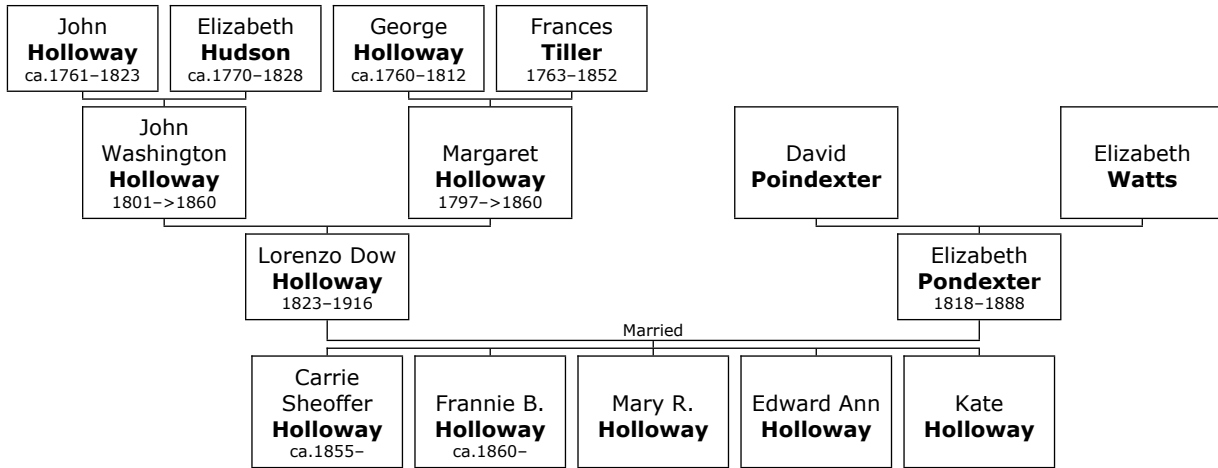 John
Holloway
ca.1761–1823
Elizabeth
Hudson
ca.1770–1828
George
Holloway
ca.1760–1812
Frances
Tiller
1763–1852
John
Washington
Holloway
1801–>1860
Margaret
Holloway
1797–>1860
David
Poindexter
Elizabeth
Watts
Lorenzo Dow
Holloway
1823–1916
Elizabeth
Pondexter
1818–1888
Married
Carrie
Sheoffer
Holloway
ca.1855–
Frannie B.
Holloway
ca.1860–
Mary R.
Holloway
Edward Ann
Holloway
Kate
Holloway